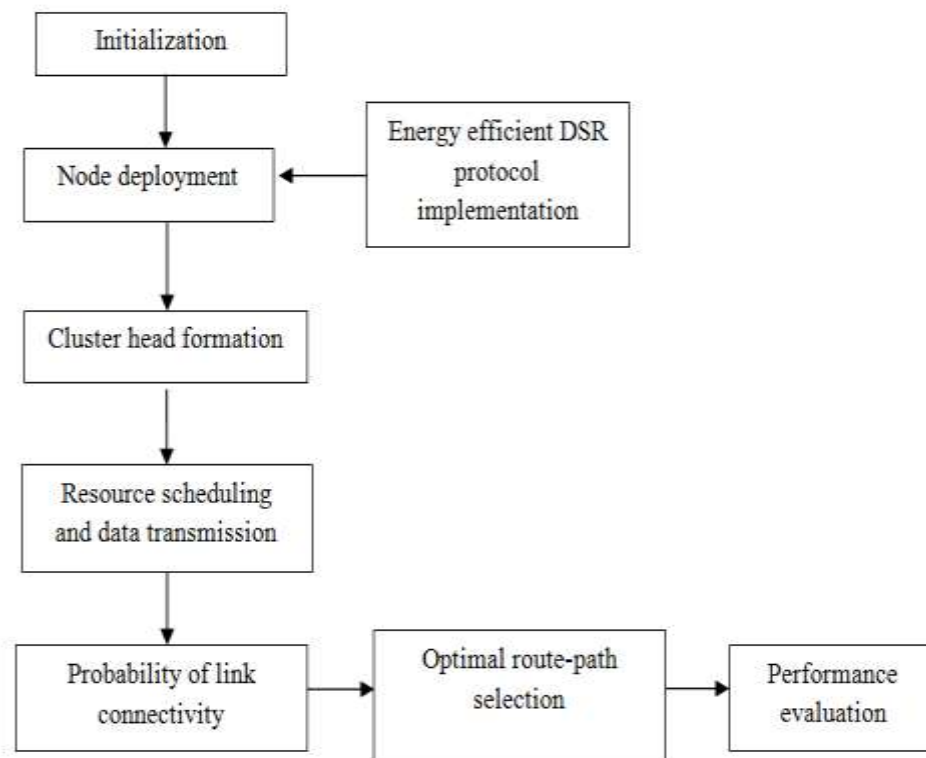 Initialization
Energy efficient DSR
protocol
implementation
Node deployment
Cluster head formation
Resource scheduling
and data transmission
Probability of link
connectivity
Optimal route-path
selection
Performance
evaluation